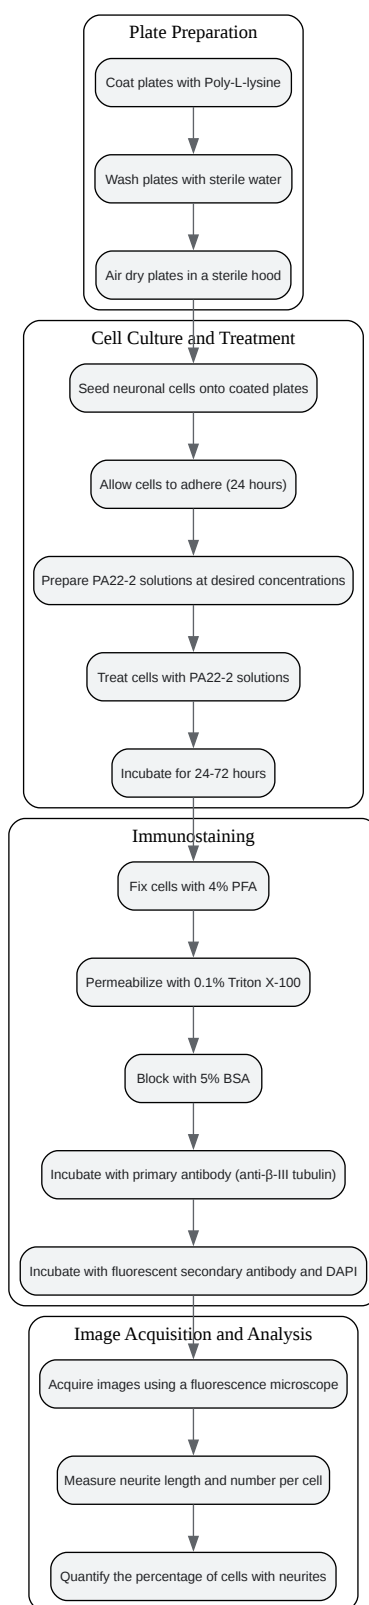 Plate Preparation
Coat plates with Poly-L-lysine
Wash plates with sterile water
Air dry plates in a sterile hood
Cell Culture and Treatment
Seed neuronal cells onto coated plates
Allow cells to adhere (24 hours)
Prepare PA22-2 solutions at desired concentrations
Treat cells with PA22-2 solutions
Incubate for 24-72 hours
Immunostaining
Fix cells with 4% PFA
Permeabilize with 0.1% Triton X-100
Block with 5% BSA
Incubate with primary antibody (anti-β-III tubulin)
Incubate with fluorescent secondary antibody and DAPI
Image Acquisition and Analysis
Acquire images using a fluorescence microscope
Measure neurite length and number per cell
Quantify the percentage of cells with neurites